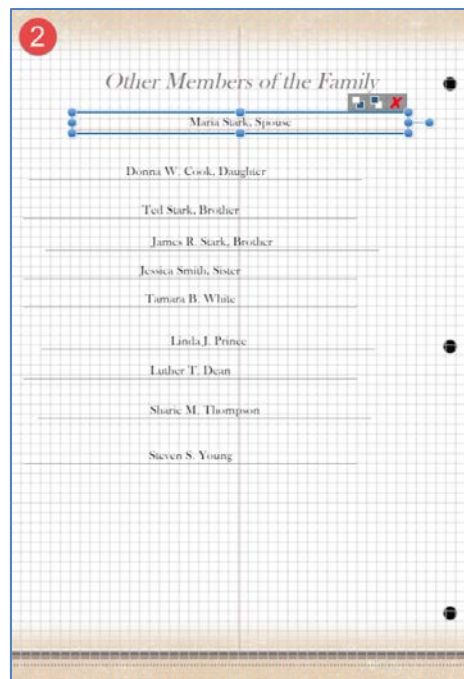 2
Other Members of the Family
Maria Stark, Spouse
Donna W. Cook, Daughter
Ted Stark, Brother
James R. Stark, Brother
Jessica Smith, Sister
Tamara B. White
Linda J. Prince
Luther T. Dean
Sharie M. Thompson
Steven S. Young